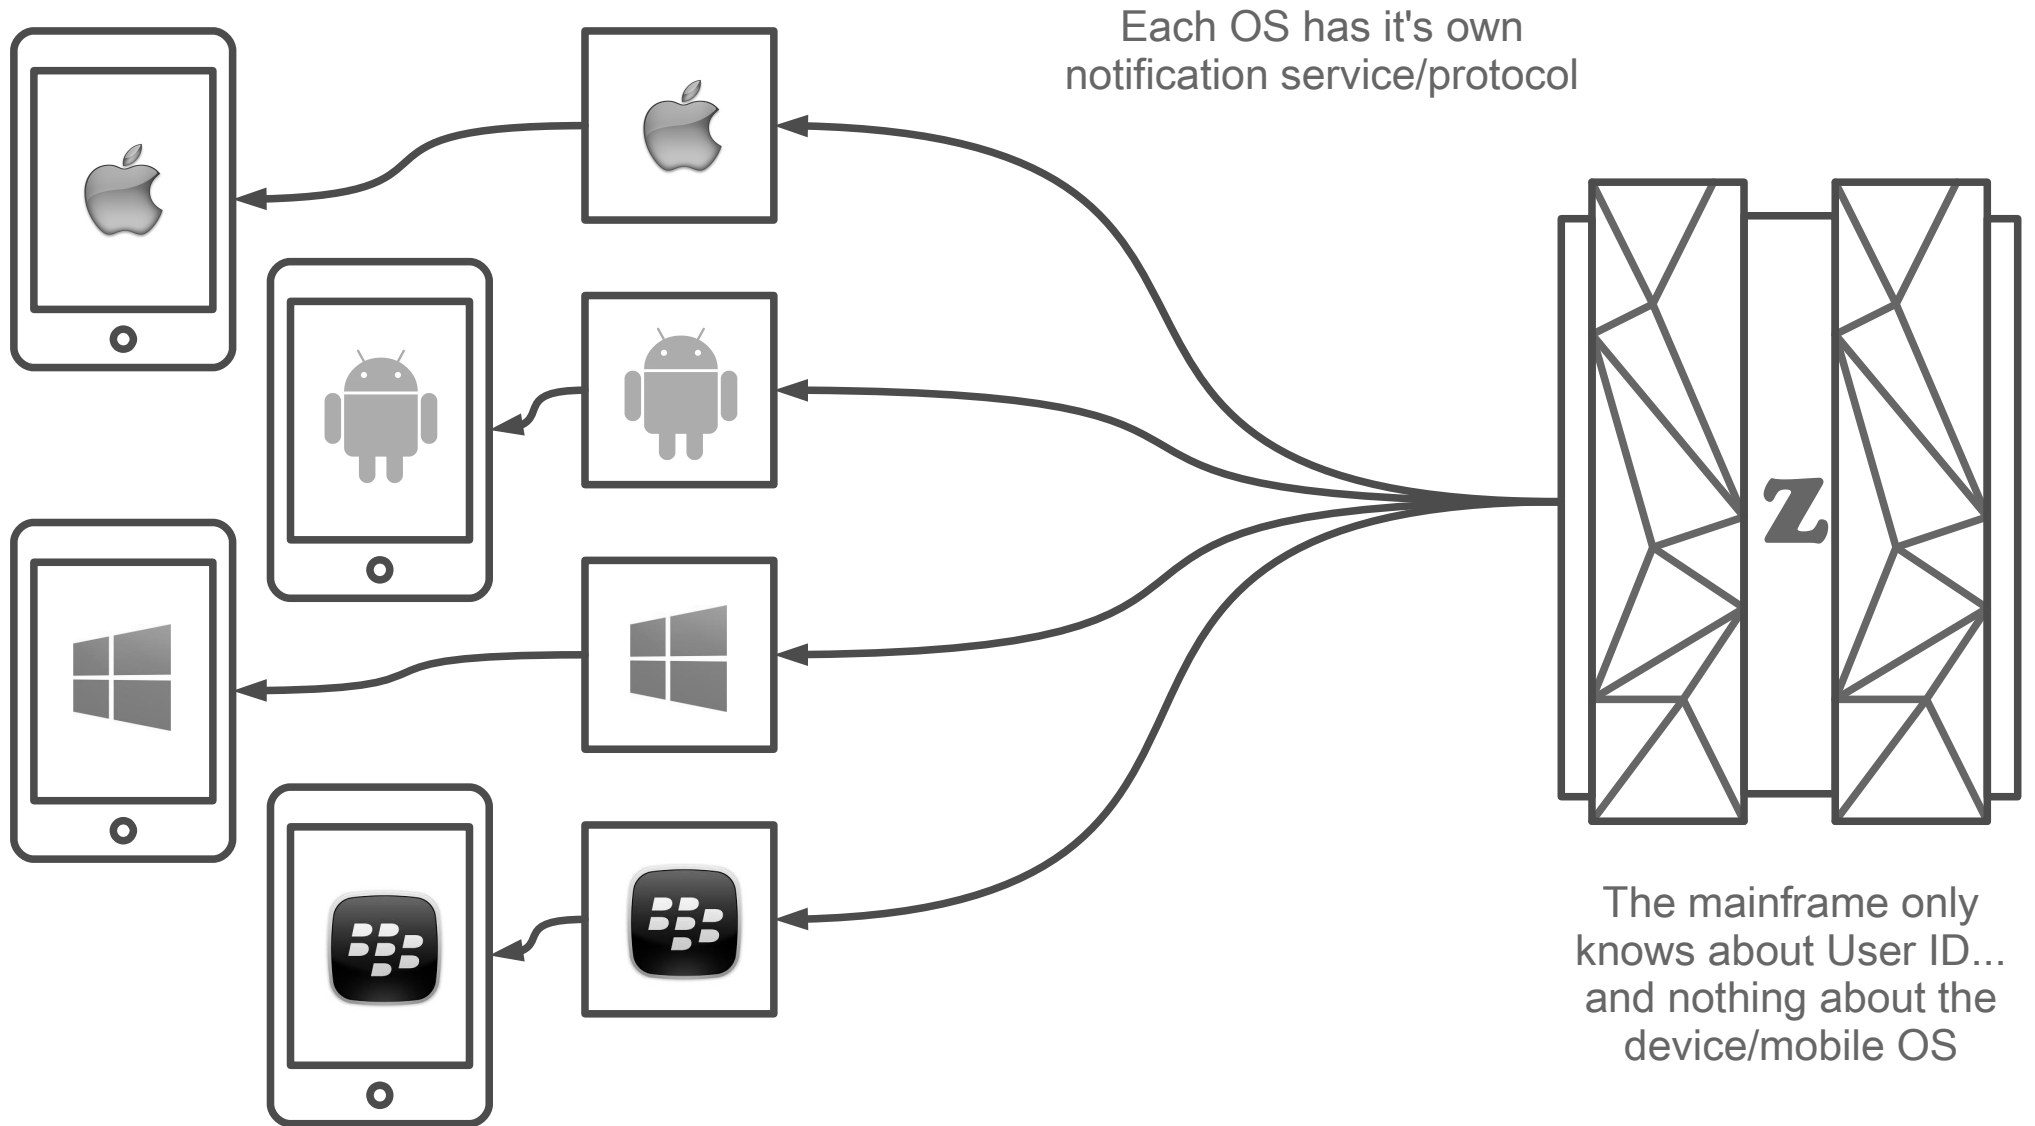 Each OS has it's own
notification service/protocol
z
The mainframe only
knows about User ID...
and nothing about the
device/mobile OS